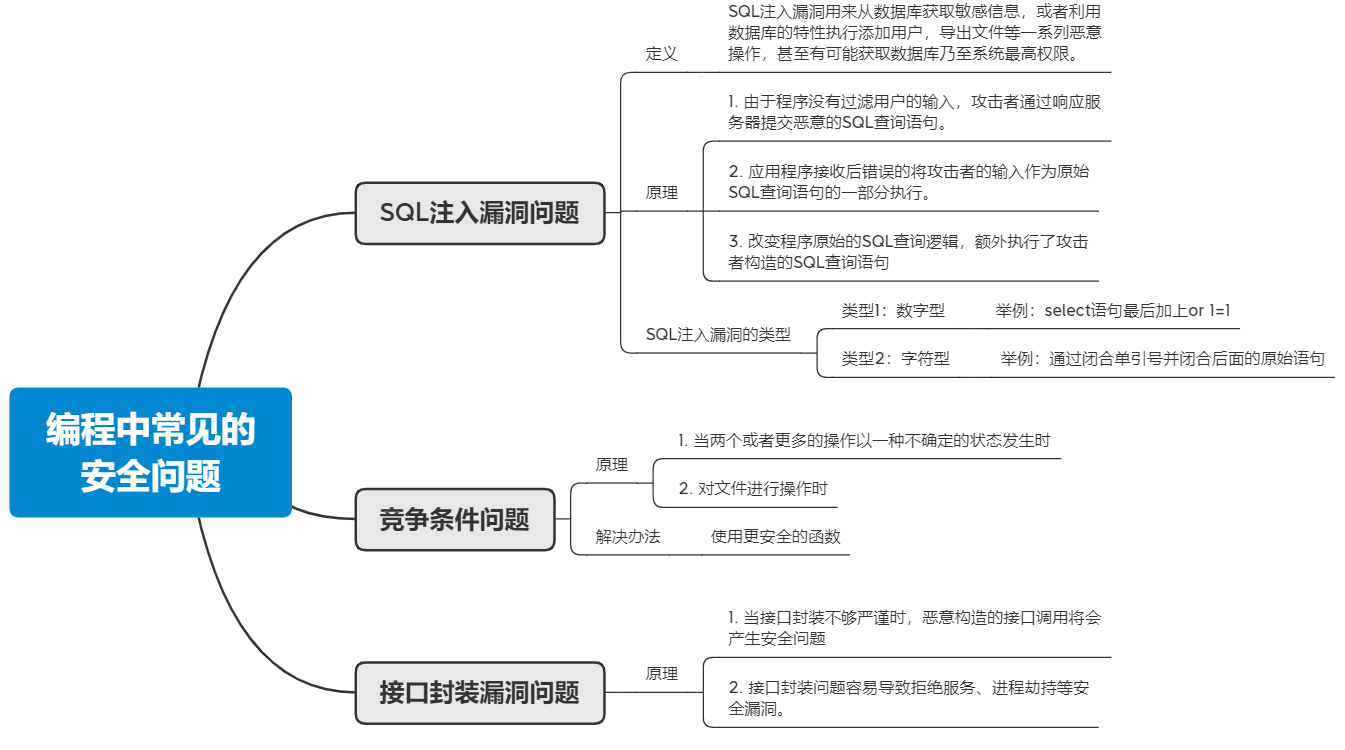 编程中常见的
安全问题
SQL注入漏洞问题
定义
SQL注入漏洞用来从数据库获取敏感信息，或者利用
数据库的特性执行添加用户，导出文件等一系列恶意
操作，甚至有可能获取数据库乃至系统最高权限。
原理
1. 由于程序没有过滤用户的输入，攻击者通过响应服
务器提交恶意的SQL查询语句。
2. 应用程序接收后错误的将攻击者的输入作为原始
SQL查询语句的一部分执行。
3. 改变程序原始的SQL查询逻辑，额外执行了攻击
者构造的SQL查询语句
SQL注入漏洞的类型
类型1：数字型
举例：select语句最后加上or 1=1
类型2：字符型
举例：通过闭合单引号并闭合后面的原始语句
竞争条件问题
原理
1. 当两个或者更多的操作以一种不确定的状态发生时
2. 对文件进行操作时
解决办法
使用更安全的函数
接口封装漏洞问题
原理
1. 当接口封装不够严谨时，恶意构造的接口调用将会
产生安全问题
2. 接口封装问题容易导致拒绝服务、进程劫持等安
全漏洞。